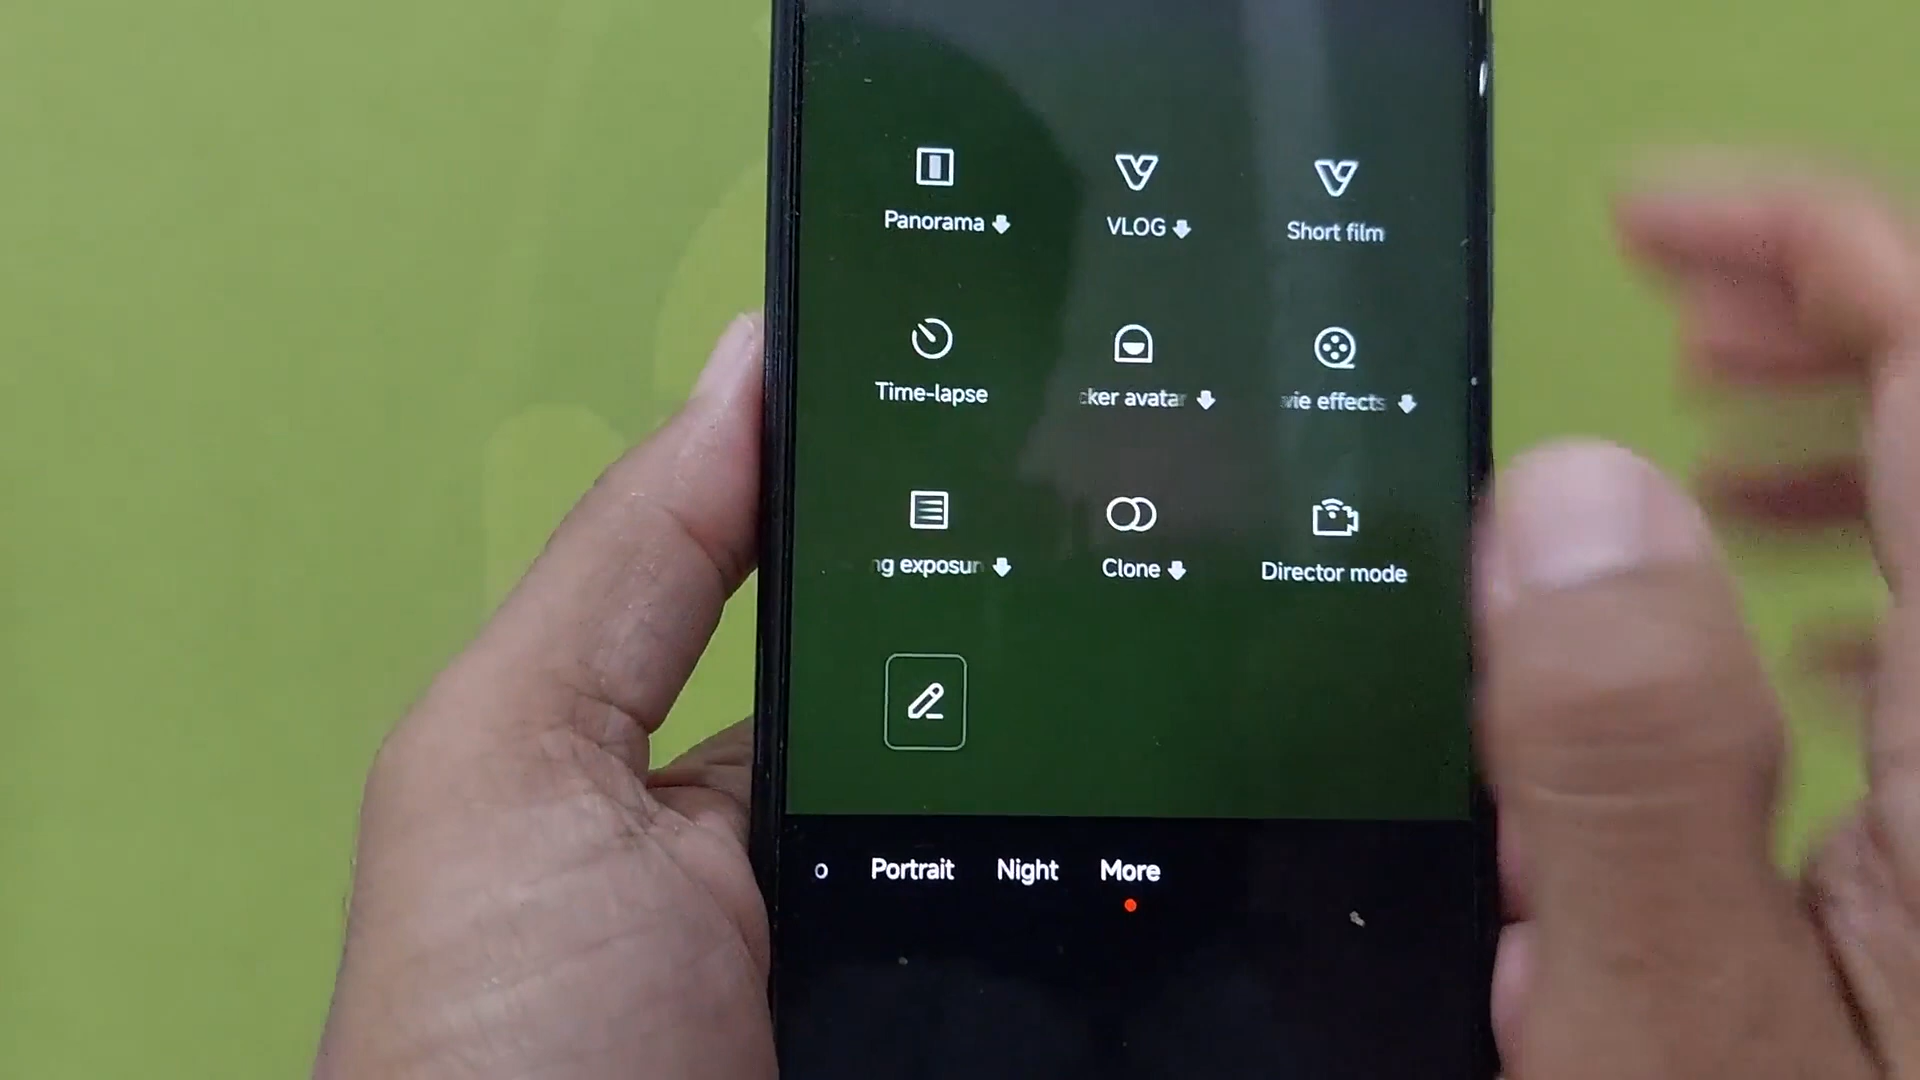 Panorama
VLOG
Short film
Time-lapse
cker avatar
vie effects
ng exposur
Clone
Director mode
o Portrait Night More